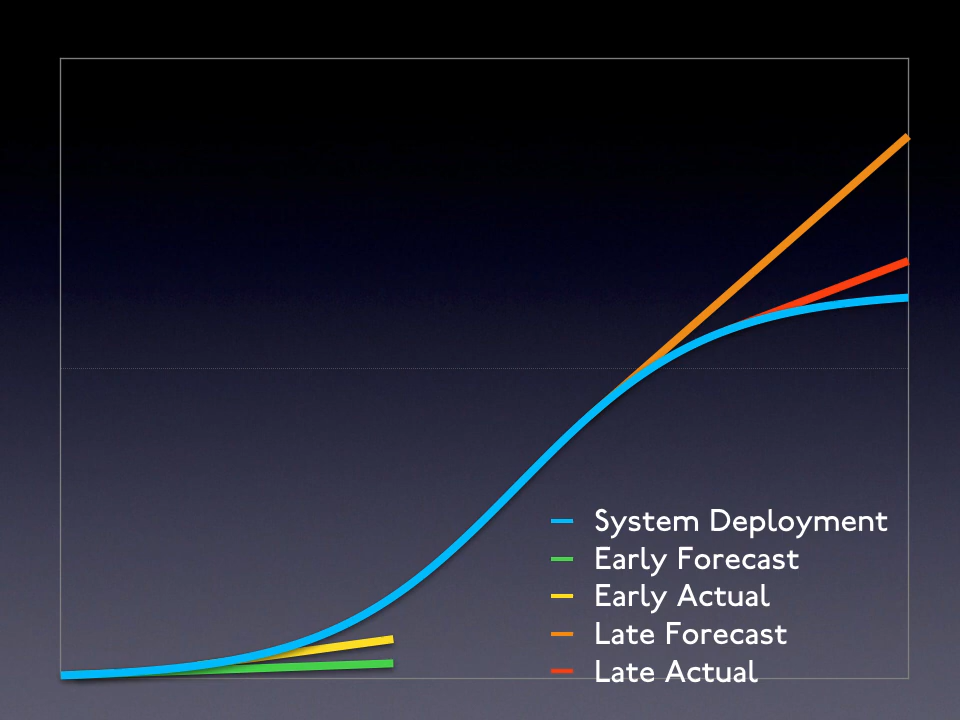 System Deployment
Early Forecast
Early Actual
Late Forecast
Late Actual